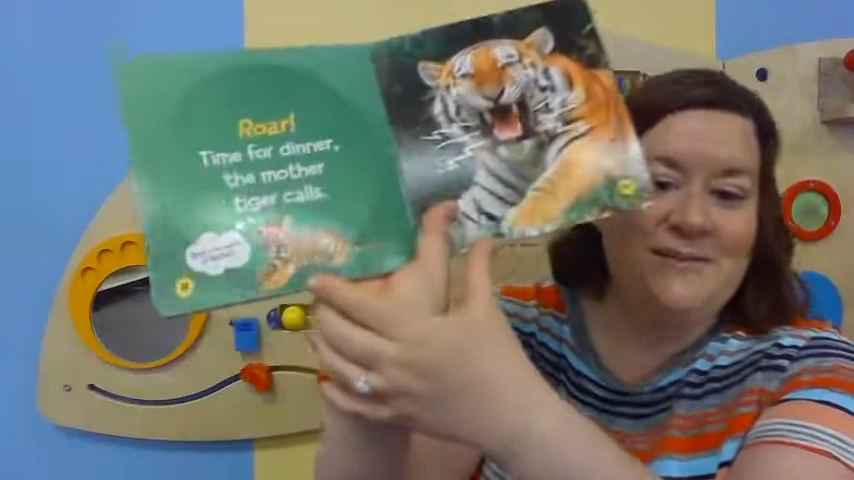 Roar!
Time for dinner,
the mother
tiger calls.